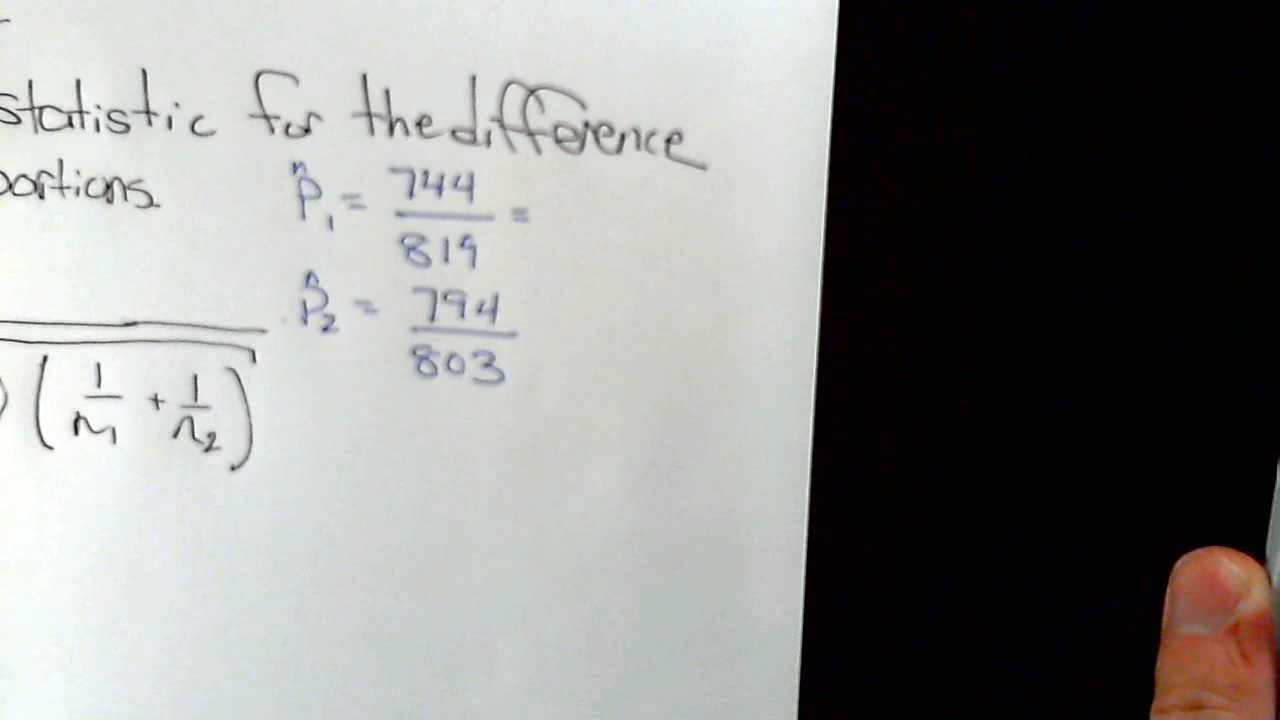 statistic for the difference
portions.
p̂₁ = 744/819 =
p̂₂ = 794/803
) (1/n₁ + 1/n₂)